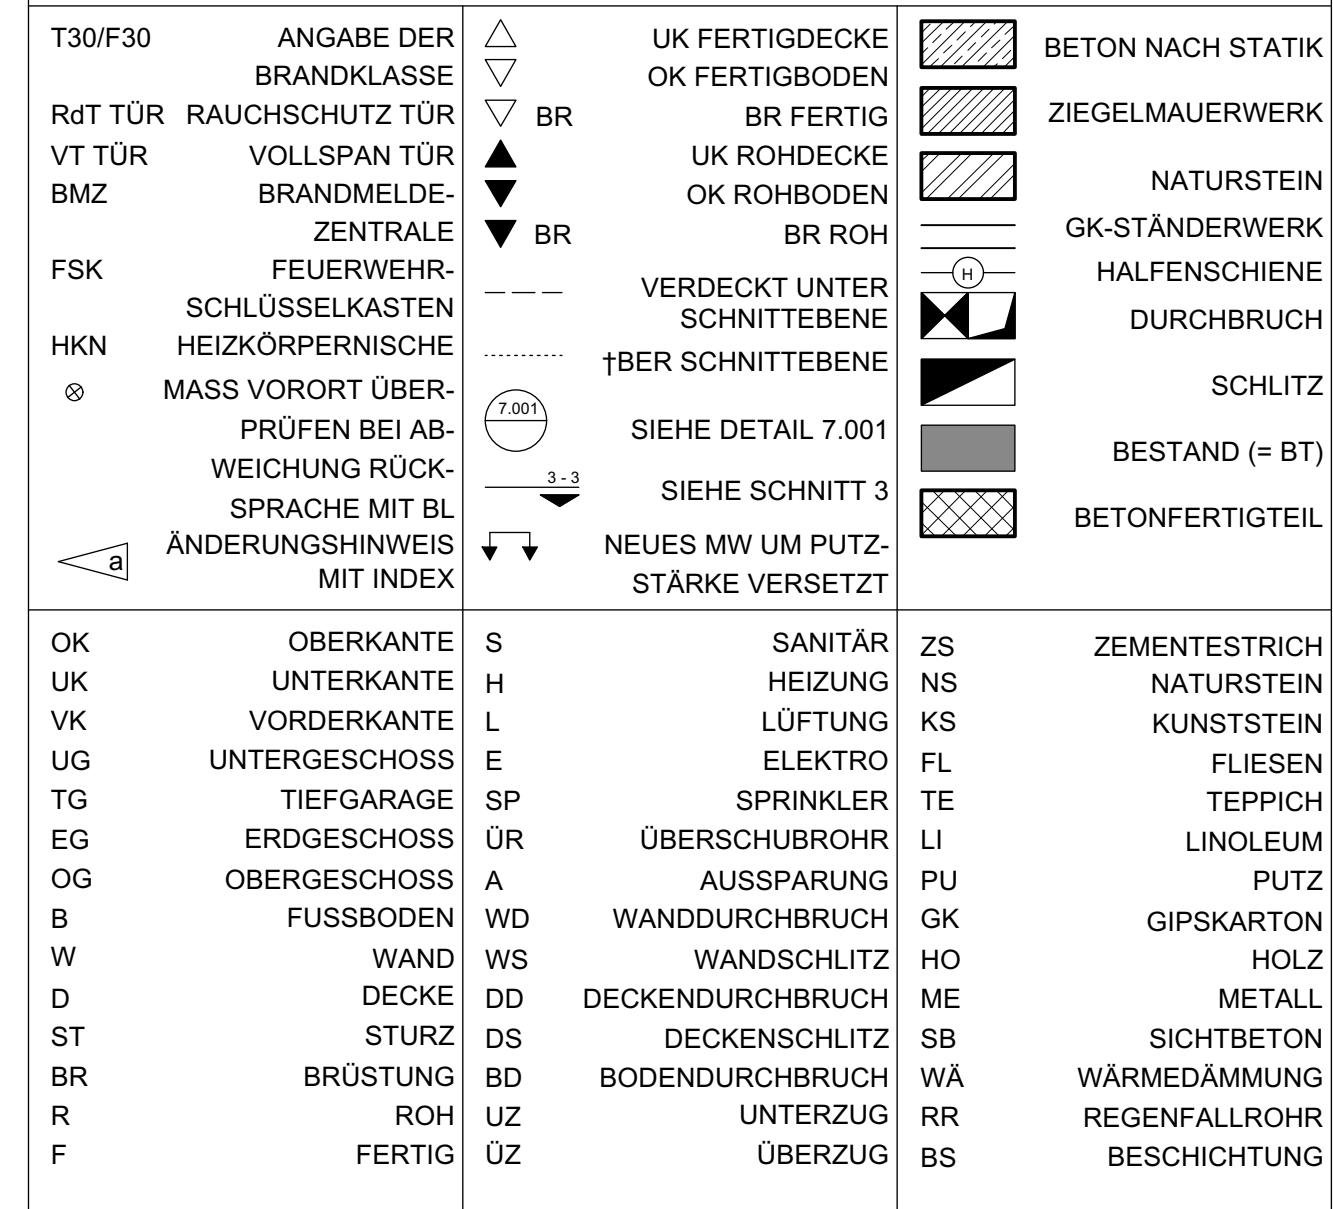 T30/F30 ANGABE DER
BRANDKLASSE
RdT TÜR RAUCHSCHUTZ TÜR
VT TÜR VOLLSPAN TÜR
BMZ BRANDMELDE-
ZENTRALE
FSK FEUERWEHR-
SCHLÜSSELKASTEN
HKN HEIZKÖRPERNISCHE
MASS VORORT ÜBER-
PRÜFEN BEI AB-
WEICHUNG RÜCK-
SPRACHE MIT BL
a ÄNDERUNGSHINWEIS
MIT INDEX
UK FERTIGDECKE
OK FERTIGBODEN
BR BR FERTIG
UK ROHDECKE
OK ROHBODEN
BR BR ROH
VERDECKT UNTER
SCHNITTEBENE
†BER SCHNITTEBENE
7.001 SIEHE DETAIL 7.001
3 - 3 SIEHE SCHNITT 3
NEUES MW UM PUTZ-
STÄRKE VERSETZT
BETON NACH STATIK
ZIEGELMAUERWERK
NATURSTEIN
GK-STÄNDERWERK
H HALFENSCHIENE
DURCHBRUCH
SCHLITZ
BESTAND (= BT)
BETONFERTIGTEIL
OK OBERKANTE
UK UNTERKANTE
VK VORDERKANTE
UG UNTERGESCHOSS
TG TIEFGARAGE
EG ERDGESCHOSS
OG OBERGESCHOSS
B FUSSBODEN
W WAND
D DECKE
ST STURZ
BR BRÜSTUNG
R ROH
F FERTIG
S SANITÄR
H HEIZUNG
L LÜFTUNG
E ELEKTRO
SP SPRINKLER
ÜR ÜBERSCHUBROHR
A AUSSPARUNG
WD WANDDURCHBRUCH
WS WANDSCHLITZ
DD DECKENDURCHBRUCH
DS DECKENSCHLITZ
BD BODENDURCHBRUCH
UZ UNTERZUG
ÜZ ÜBERZUG
ZS ZEMENTESTRICH
NS NATURSTEIN
KS KUNSTSTEIN
FL FLIESEN
TE TEPPICH
LI LINOLEUM
PU PUTZ
GK GIPSKARTON
HO HOLZ
ME METALL
SB SICHTBETON
WÄ WÄRMEDÄMMUNG
RR REGENFALLROHR
BS BESCHICHTUNG